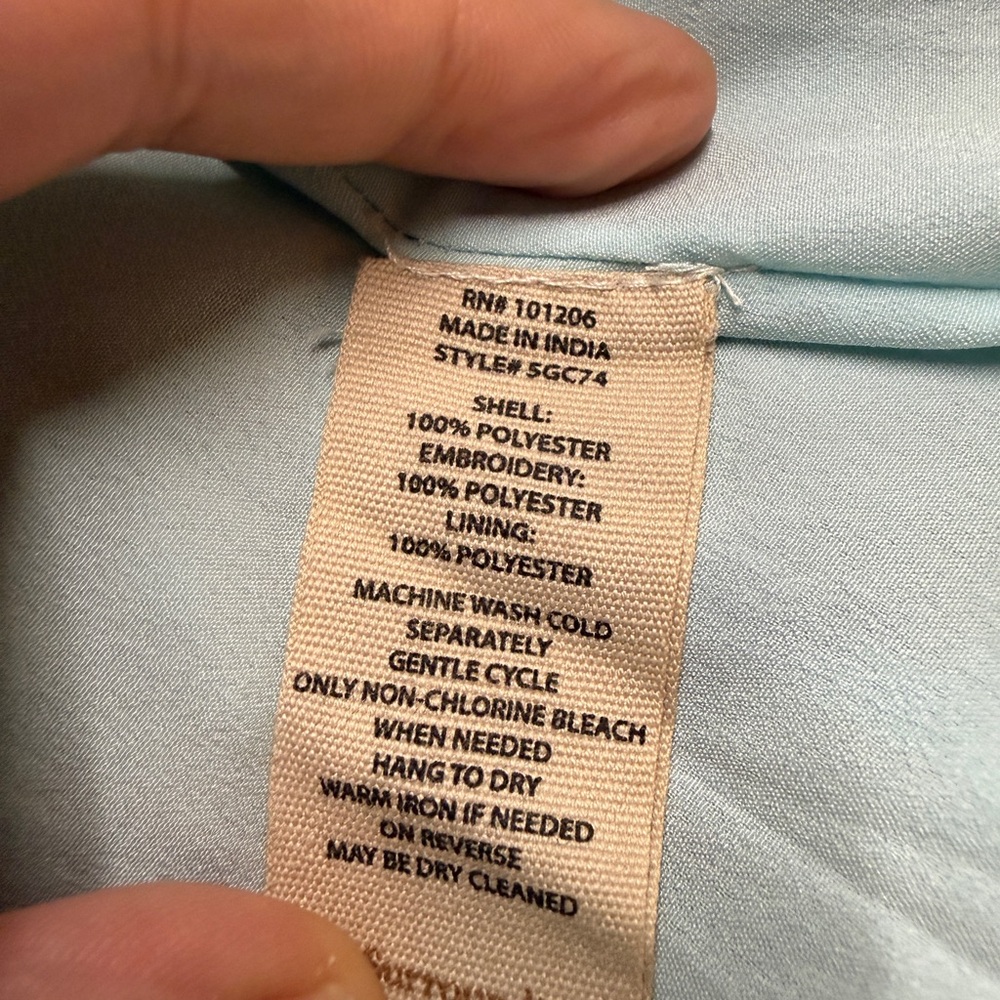 RN# 101206
MADE IN INDIA
STYLE# 5GC74
SHELL:
100% POLYESTER
EMBROIDERY:
100% POLYESTER
LINING:
100% POLYESTER
MACHINE WASH COLD
SEPARATELY
GENTLE CYCLE
ONLY NON-CHLORINE BLEACH
WHEN NEEDED
HANG TO DRY
WARM IRON IF NEEDED
ON REVERSE
MAY BE DRY CLEANED